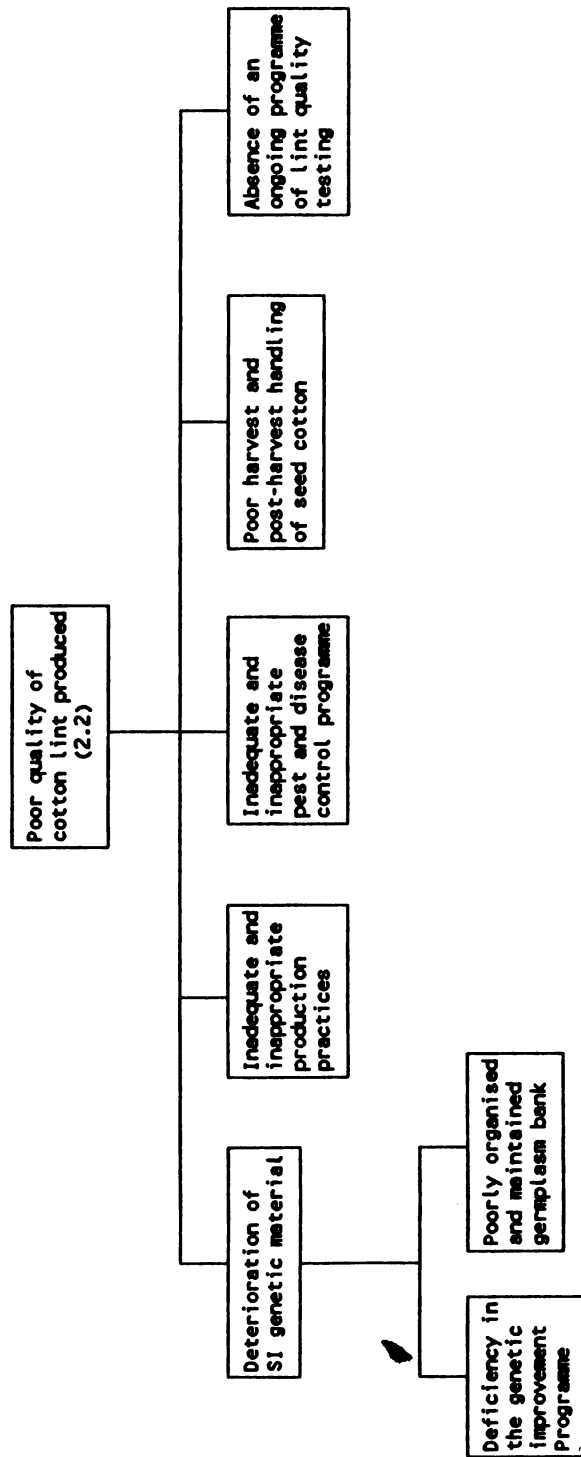 Poor quality of
cotton lint produced
(2.2)
Deterioration of
SI genetic material
Inadequate and
inappropriate
production
practices
Inadequate and
inappropriate
pest and disease
control programme
Poor harvest and
post-harvest handling
of seed cotton
Absence of an
ongoing programme
of lint quality
testing
Deficiency in
the genetic
improvement
Programme
Poorly organised
and maintained
germplasm bank